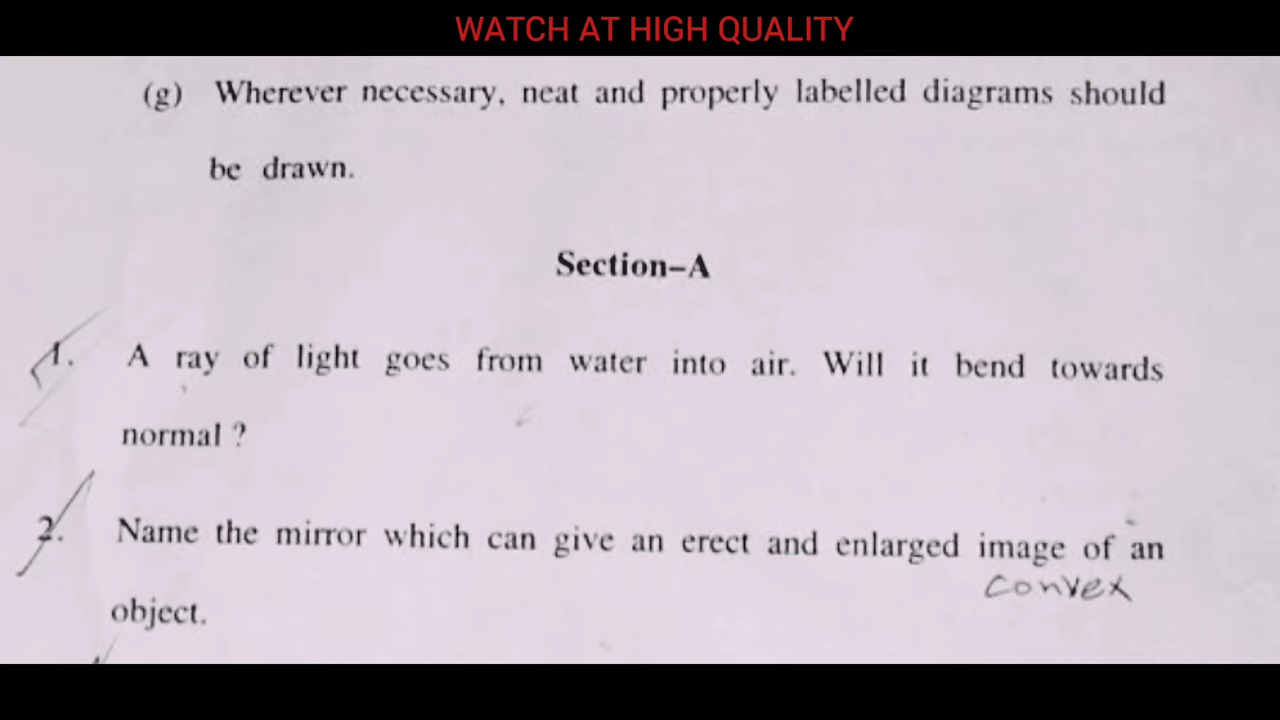 WATCH AT HIGH QUALITY
(g) Wherever necessary, neat and properly labelled diagrams should
be drawn.
Section–A
1. A ray of light goes from water into air. Will it bend towards
normal ?
2. Name the mirror which can give an erect and enlarged image of an
convex
object.